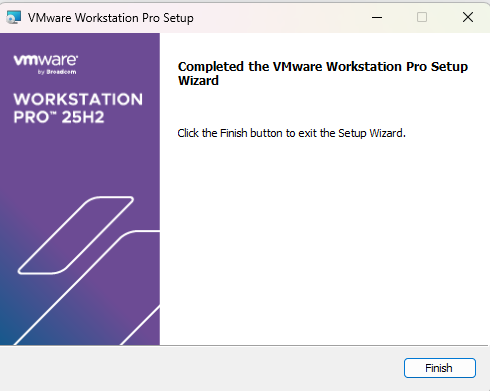 VMware Workstation Pro Setup
vmware®
by Broadcom
WORKSTATION
PRO™ 25H2
Completed the VMware Workstation Pro Setup
Wizard
Click the Finish button to exit the Setup Wizard.
Finish